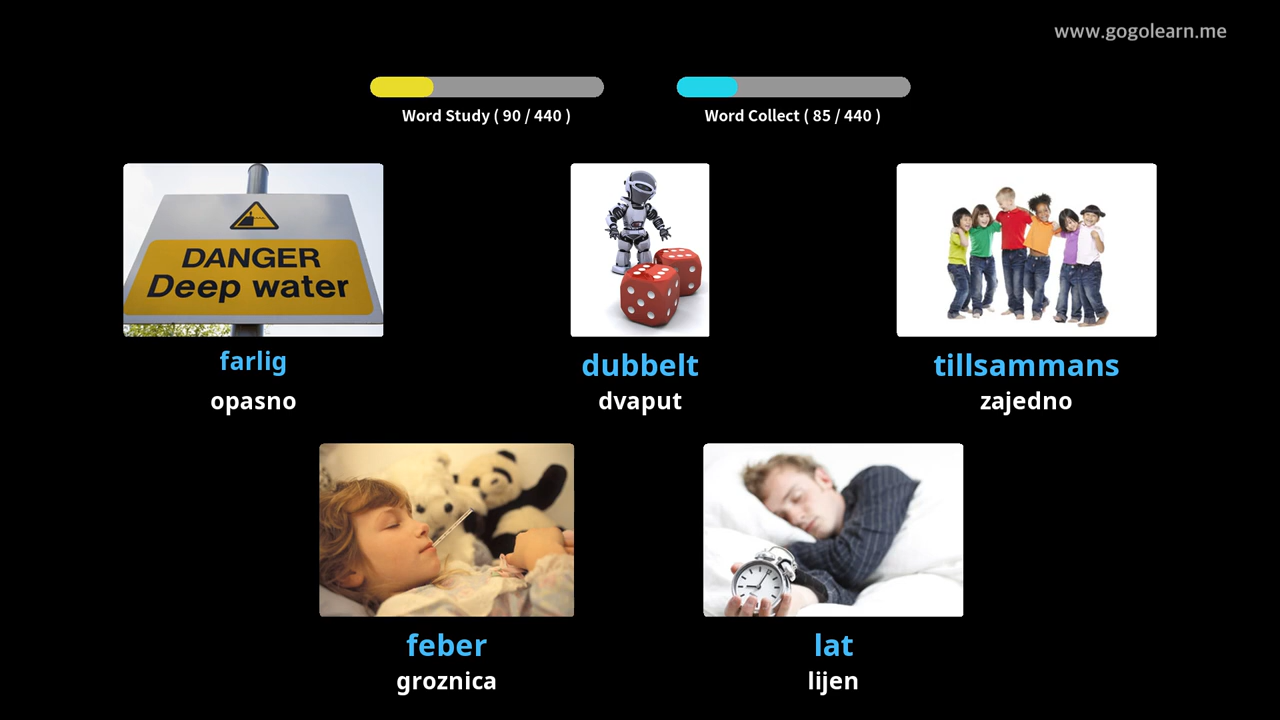 www.gogolearn.me
Word Study ( 90 / 440 )
Word Collect ( 85 / 440 )
DANGER
Deep water
farlig
opasno
dubbelt
dvaput
tillsammans
zajedno
feber
groznica
lat
lijen